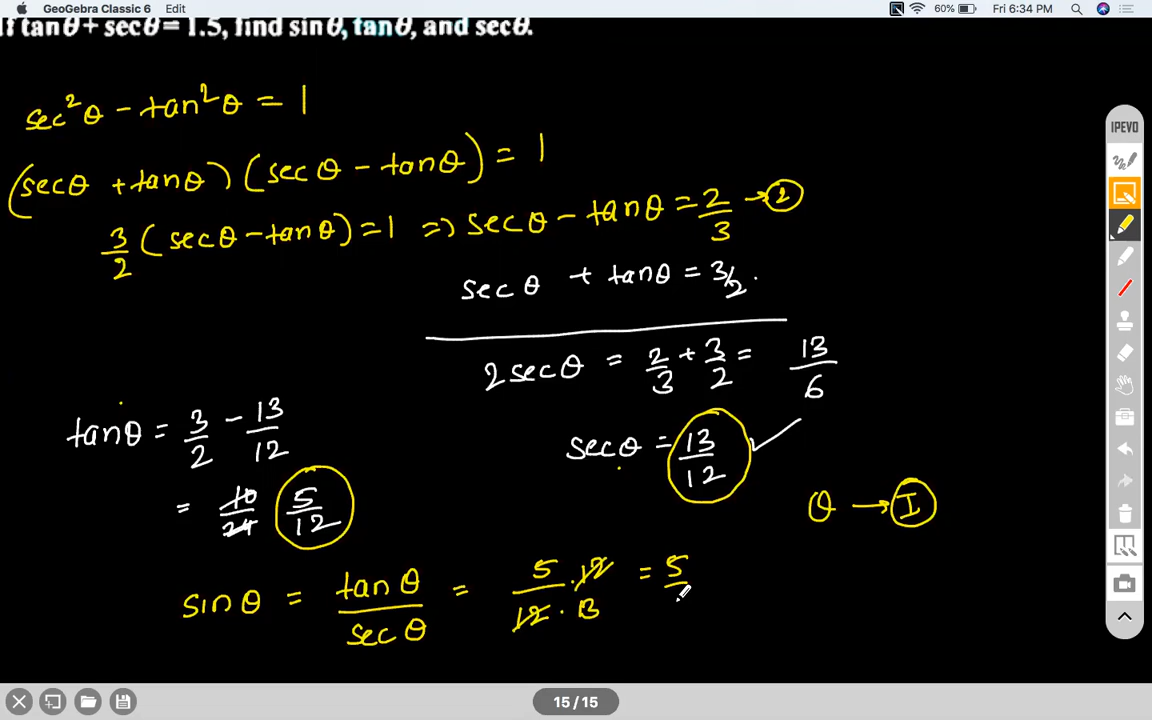 GeoGebra Classic 6 Edit 60% Fri 6:34 PM
If tanθ + secθ = 1.5, find sinθ, tanθ, and secθ.
sec²θ - tan²θ = 1
(secθ + tanθ) (secθ - tanθ) = 1
3/2 (secθ - tanθ) = 1 => secθ - tanθ = 2/3 → 2
secθ + tanθ = 3/2.
2secθ = 2/3 + 3/2 = 13/6
tanθ = 3/2 - 13/12
secθ = 13/12 ✓
= 10/24 5/12
θ → I
sinθ = tanθ/secθ = 5·12/12·13 = 5/
IPEVO
15 / 15